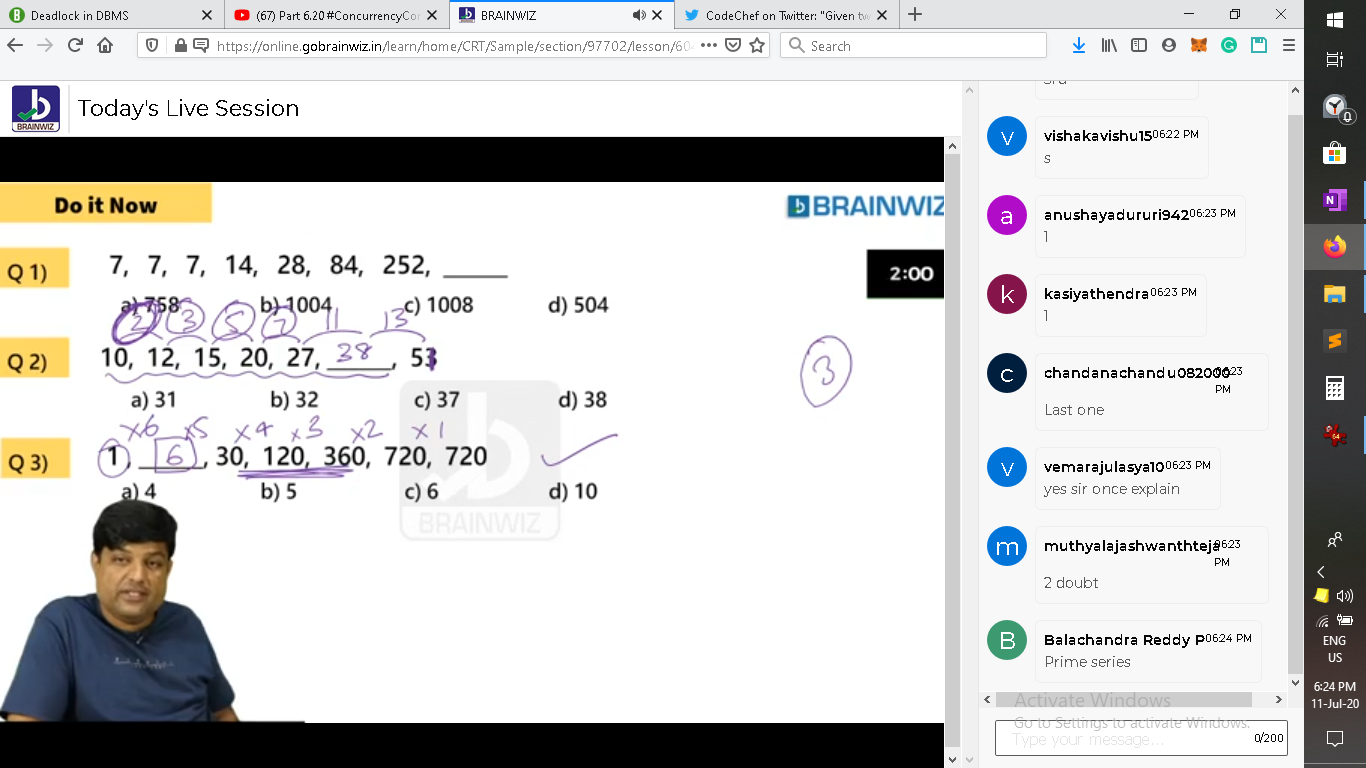 Deadlock in DBMS
(67) Part 6.20 #ConcurrencyCor
BRAINWIZ
CodeChef on Twitter: "Given tw
https://online.gobrainwiz.in/learn/home/CRT/Sample/section/97702/lesson/60
Search
BRAINWIZ
Today's Live Session
Do it Now
BRAINWIZ
Q 1)
7, 7, 7, 14, 28, 84, 252, _____
2:00
a) 758 b) 1004 c) 1008 d) 504
2 3 5 7 11 13
Q 2)
10, 12, 15, 20, 27, 38, 51
3
a) 31 b) 32 c) 37 d) 38
x6 x5 x4 x3 x2 x1
Q 3)
1, 6, 30, 120, 360, 720, 720
a) 4 b) 5 c) 6 d) 10
BRAINWIZ
v
vishakavishu15 06:22 PM
s
a
anushayadururi942 06:23 PM
1
k
kasiyathendra 06:23 PM
1
c
chandanachandu082000 06:23 PM
Last one
v
vemarajulasya10 06:23 PM
yes sir once explain
m
muthyalajashwanthteja 06:23 PM
2 doubt
B
Balachandra Reddy P 06:24 PM
Prime series
Activate Windows
Go to Settings to activate Windows.
Type your message...
0/200
64
ENG
US
6:24 PM
11-Jul-20